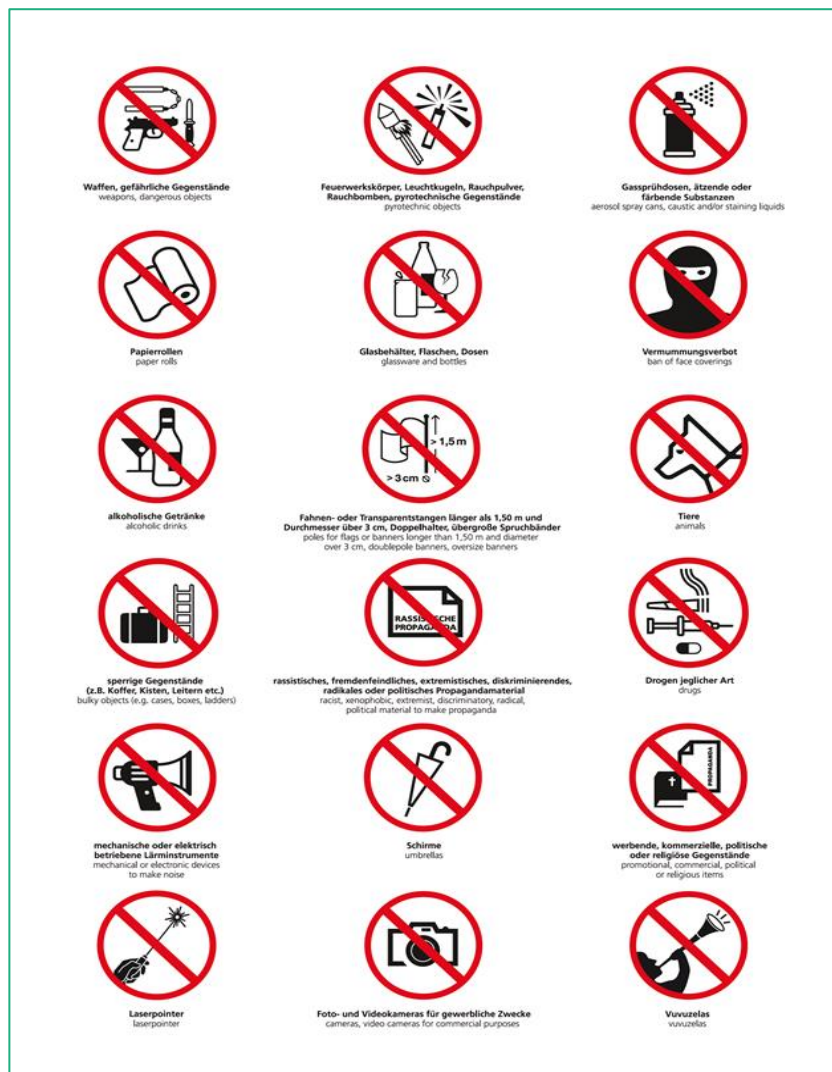 Waffen, gefährliche Gegenstände
weapons, dangerous objects
Feuerwerkskörper, Leuchtkugeln, Rauchpulver,
Rauchbomben, pyrotechnische Gegenstände
pyrotechnic objects
Gassprühdosen, ätzende oder
färbende Substanzen
aerosol spray cans, caustic and/or staining liquids
Papierrollen
paper rolls
Glasbehälter, Flaschen, Dosen
glassware and bottles
Vermummungsverbot
ban of face coverings
alkoholische Getränke
alcoholic drinks
> 1,5 m
> 3 cm
Fahnen- oder Transparentstangen länger als 1,50 m und
Durchmesser über 3 cm, Doppelhalter, übergroße Spruchbänder
poles for flags or banners longer than 1,50 m and diameter
over 3 cm, doublepole banners, oversize banners
Tiere
animals
sperrige Gegenstände
(z.B. Koffer, Kisten, Leitern etc.)
bulky objects (e.g. cases, boxes, ladders)
RASSISTISCHE
PROPAGANDA
rassistisches, fremdenfeindliches, extremistisches, diskriminierendes,
radikales oder politisches Propagandamaterial
racist, xenophobic, extremist, discriminatory, radical,
political material to make propaganda
Drogen jeglicher Art
drugs
mechanische oder elektrisch
betriebene Lärminstrumente
mechanical or electronic devices
to make noise
Schirme
umbrellas
PROPAGANDA
werbende, kommerzielle, politische
oder religiöse Gegenstände
promotional, commercial, political
or religious items
Laserpointer
laserpointer
Foto- und Videokameras für gewerbliche Zwecke
cameras, video cameras for commercial purposes
Vuvuzelas
vuvuzelas